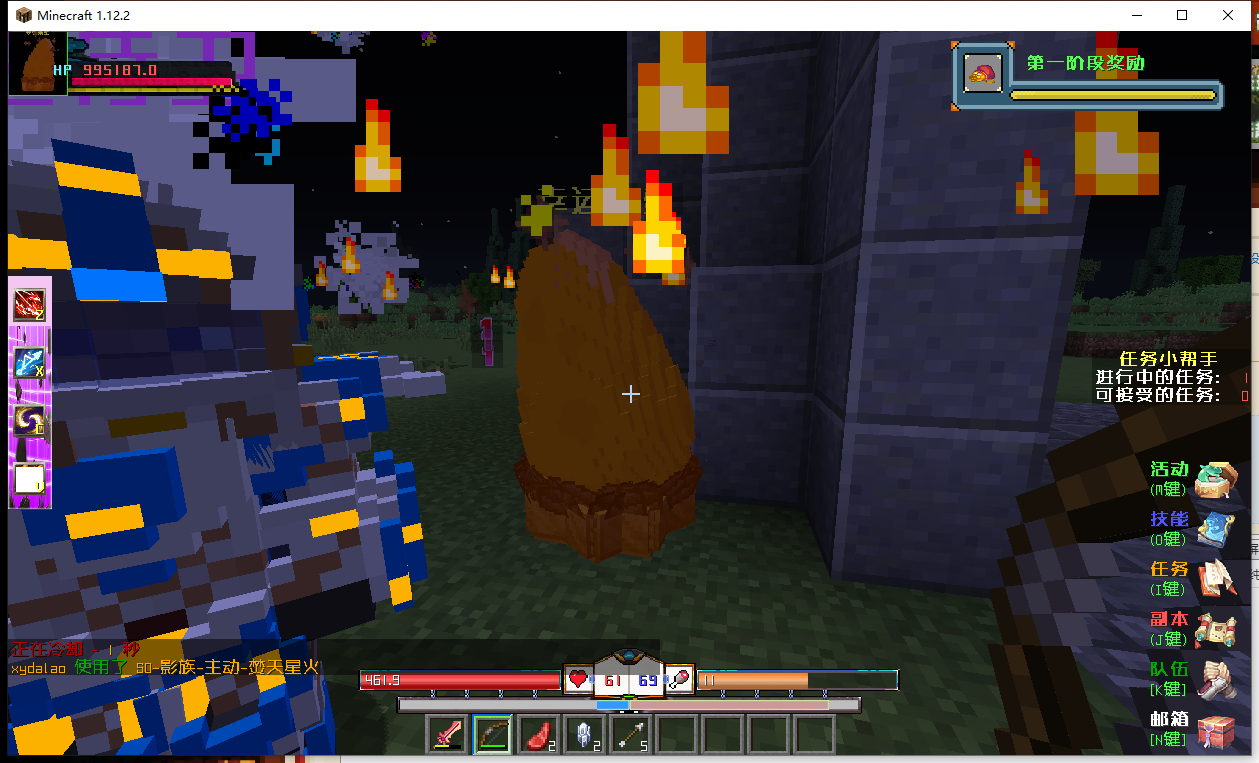 Minecraft 1.12.2
HP 995187.0
第一阶段奖励
任务小帮手
进行中的任务: 1
可接受的任务: 0
活动
(M键)
技能
(O键)
任务
(I键)
副本
(J键)
队伍
[K键]
邮箱
[N键]
正在冷却 - 1 秒
xydalao 使用了 SO-影族-主动-焚天星火
461.9
61 69
11
2
2
5
Z
X